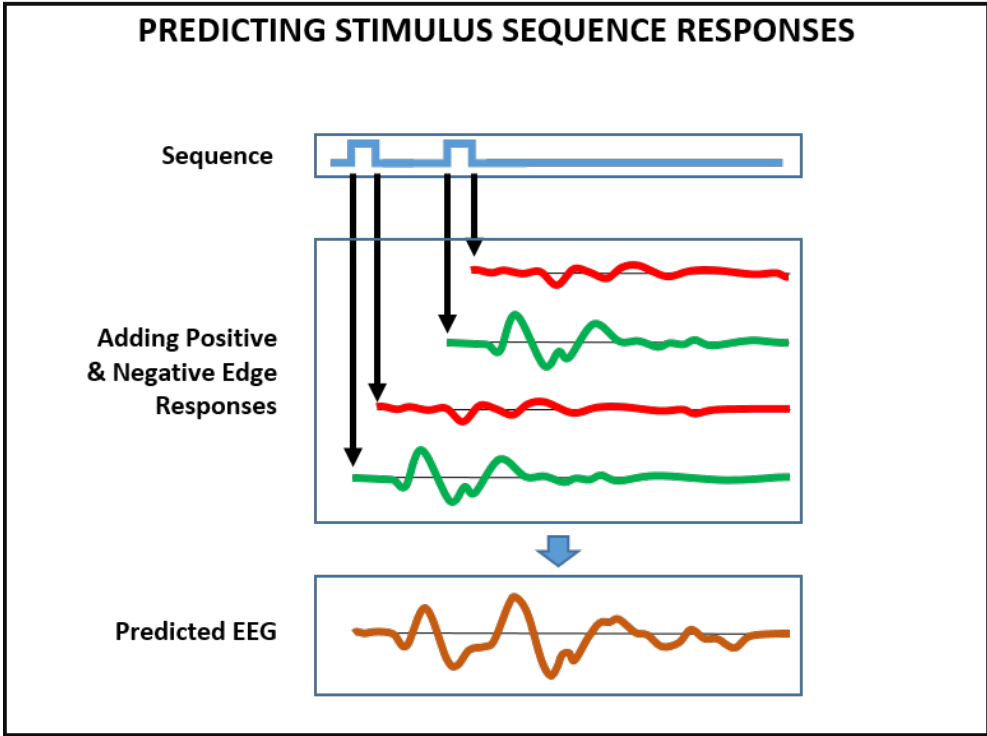 PREDICTING STIMULUS SEQUENCE RESPONSES
Sequence
Adding Positive
& Negative Edge
Responses
Predicted EEG